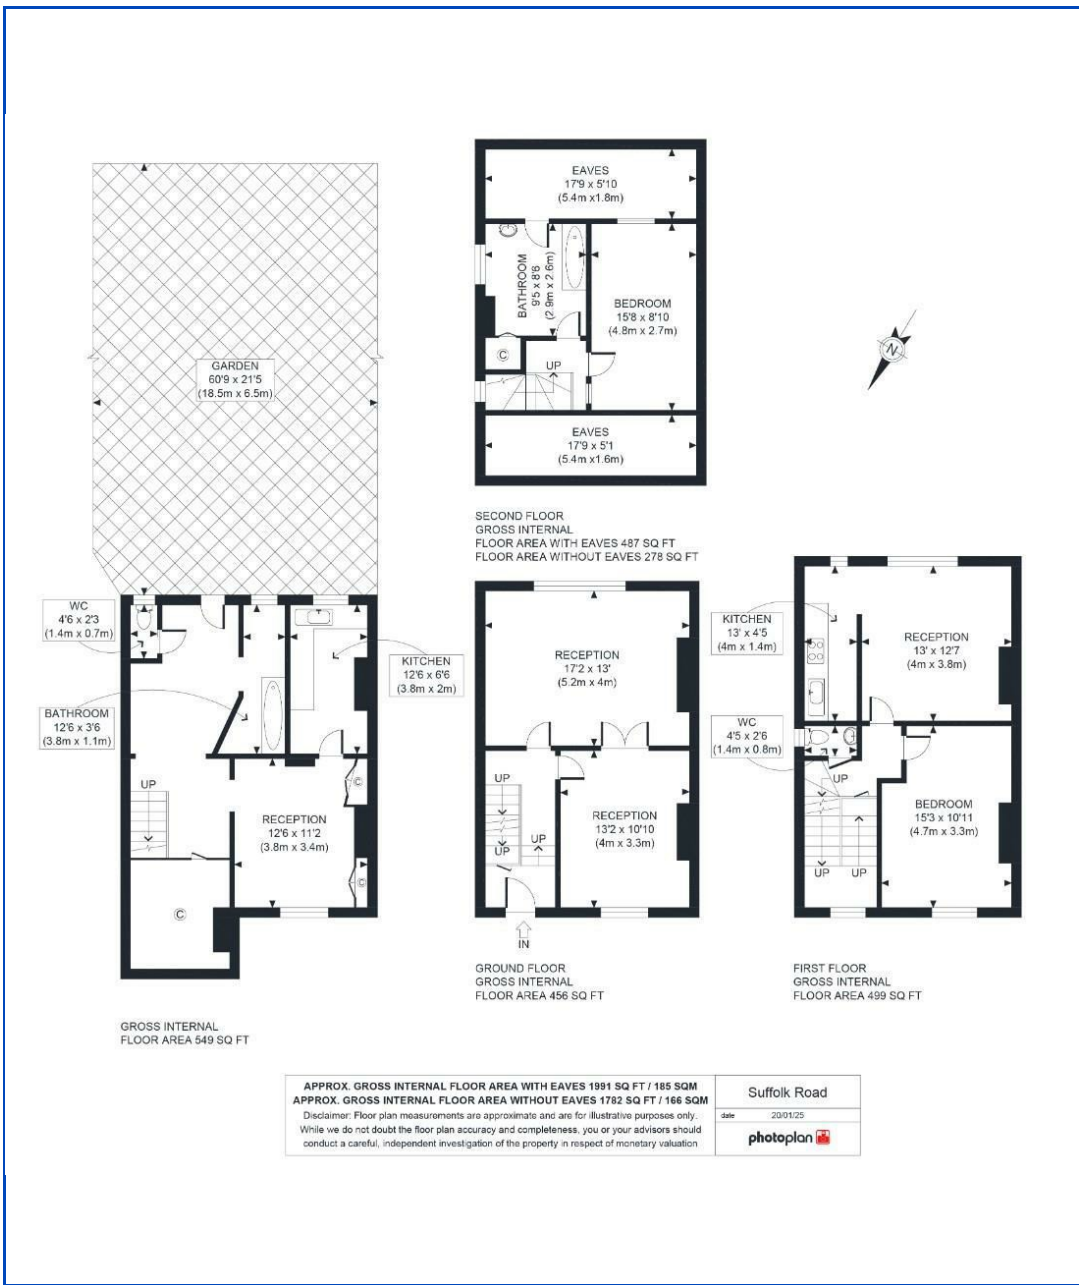 EAVES
17'9 x 5'10
(5.4m x1.8m)
BATHROOM
9'5 x 8'6
(2.9m x 2.6m)
BEDROOM
15'8 x 8'10
(4.8m x 2.7m)
C
UP
EAVES
17'9 x 5'1
(5.4m x1.6m)
SECOND FLOOR
GROSS INTERNAL
FLOOR AREA WITH EAVES 487 SQ FT
FLOOR AREA WITHOUT EAVES 278 SQ FT
N
GARDEN
60'9 x 21'5
(18.5m x 6.5m)
WC
4'6 x 2'3
(1.4m x 0.7m)
KITCHEN
12'6 x 6'6
(3.8m x 2m)
BATHROOM
12'6 x 3'6
(3.8m x 1.1m)
UP
C
RECEPTION
12'6 x 11'2
(3.8m x 3.4m)
C
C
GROSS INTERNAL
FLOOR AREA 549 SQ FT
RECEPTION
17'2 x 13'
(5.2m x 4m)
UP
UP
UP
RECEPTION
13'2 x 10'10
(4m x 3.3m)
IN
GROUND FLOOR
GROSS INTERNAL
FLOOR AREA 456 SQ FT
KITCHEN
13' x 4'5
(4m x 1.4m)
RECEPTION
13' x 12'7
(4m x 3.8m)
WC
4'5 x 2'6
(1.4m x 0.8m)
UP
BEDROOM
15'3 x 10'11
(4.7m x 3.3m)
UP
UP
FIRST FLOOR
GROSS INTERNAL
FLOOR AREA 499 SQ FT
APPROX. GROSS INTERNAL FLOOR AREA WITH EAVES 1991 SQ FT / 185 SQM
APPROX. GROSS INTERNAL FLOOR AREA WITHOUT EAVES 1782 SQ FT / 166 SQM
Disclaimer: Floor plan measurements are approximate and are for illustrative purposes only.
While we do not doubt the floor plan accuracy and completeness, you or your advisors should
conduct a careful, independent investigation of the property in respect of monetary valuation
Suffolk Road
date 20/01/25
photoplan